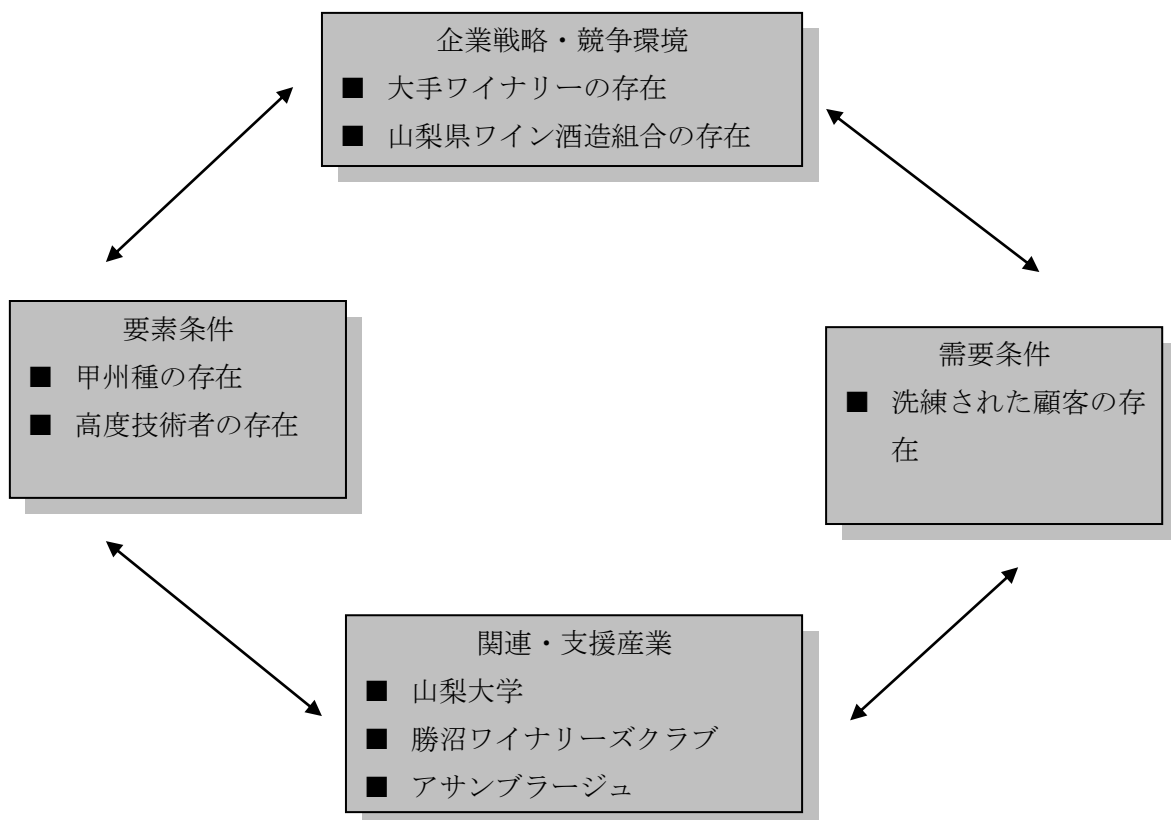 企業戦略・競争環境
■ 大手ワイナリーの存在
■ 山梨県ワイン酒造組合の存在
要素条件
■ 甲州種の存在
■ 高度技術者の存在
需要条件
■ 洗練された顧客の存
在
関連・支援産業
■ 山梨大学
■ 勝沼ワイナリーズクラブ
■ アサンブラージュ